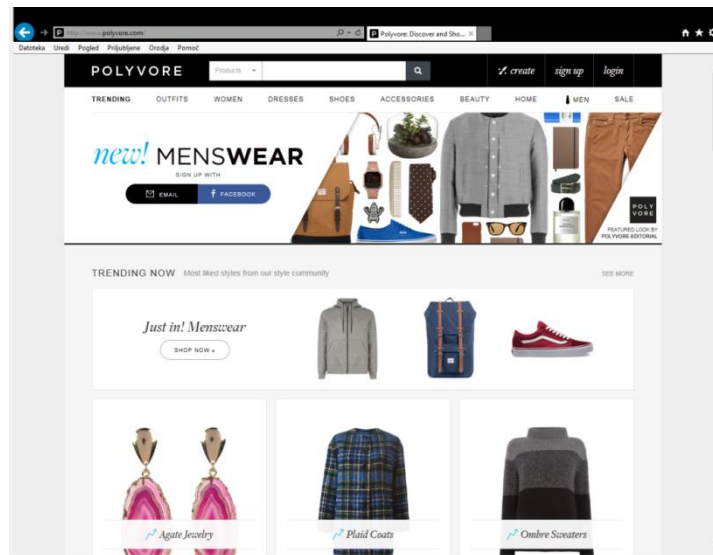 http://www.polyvore.com/
Polyvore: Discover and Sho...
Datoteka Uredi Pogled Priljubljene Orodja Pomoč
POLYVORE Products create sign up login
TRENDING OUTFITS WOMEN DRESSES SHOES ACCESSORIES BEAUTY HOME MEN SALE
new! MENSWEAR
SIGN UP WITH
EMAIL FACEBOOK
POLY
VORE
FEATURED LOOK BY
POLYVORE EDITORIAL
TRENDING NOW Most liked styles from our style community SEE MORE
Just in! Menswear
SHOP NOW
Agate Jewelry Plaid Coats Ombre Sweaters